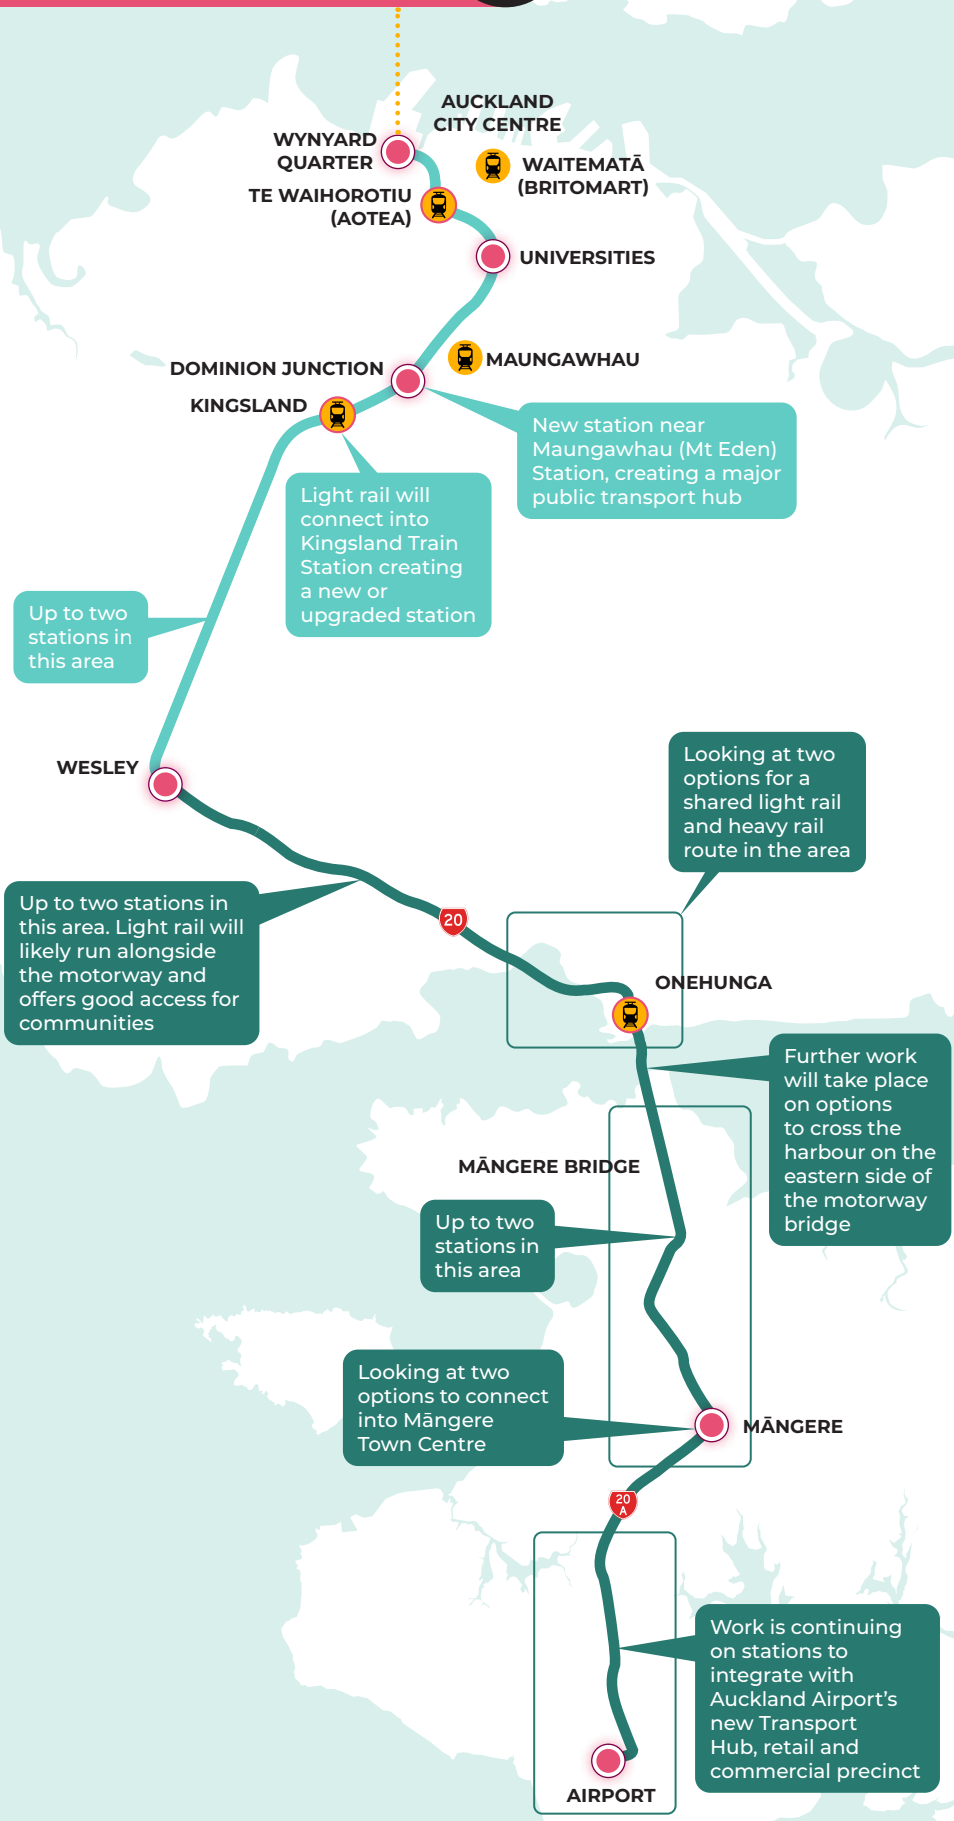 AUCKLAND
CITY CENTRE
WYNYARD
QUARTER
WAITEMATĀ
(BRITOMART)
TE WAIHOROTIU
(AOTEA)
UNIVERSITIES
DOMINION JUNCTION
MAUNGAWHAU
KINGSLAND
New station near
Maungawhau (Mt Eden)
Station, creating a major
public transport hub
Light rail will
connect into
Kingsland Train
Station creating
a new or
upgraded station
Up to two
stations in
this area
WESLEY
Looking at two
options for a
shared light rail
and heavy rail
route in the area
Up to two stations in
this area. Light rail will
likely run alongside
the motorway and
offers good access for
communities
20
ONEHUNGA
Further work
will take place
on options
to cross the
harbour on the
eastern side of
the motorway
bridge
MĀNGERE BRIDGE
Up to two
stations in
this area
Looking at two
options to connect
into Māngere
Town Centre
MĀNGERE
20
A
Work is continuing
on stations to
integrate with
Auckland Airport’s
new Transport
Hub, retail and
commercial precinct
AIRPORT